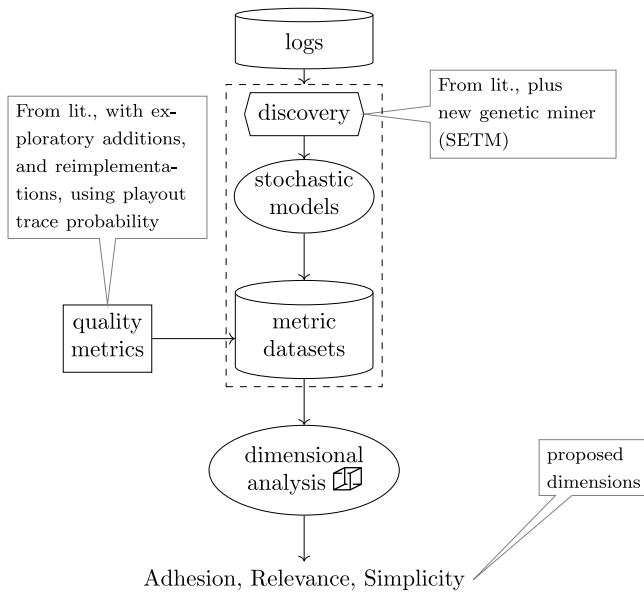 logs
discovery
From lit., plus
new genetic miner
(SETM)
From lit., with ex-
ploratory additions,
and reimplementa-
tions, using playout
trace probability
stochastic
models
quality
metrics
metric
datasets
dimensional
analysis
proposed
dimensions
Adhesion, Relevance, Simplicity